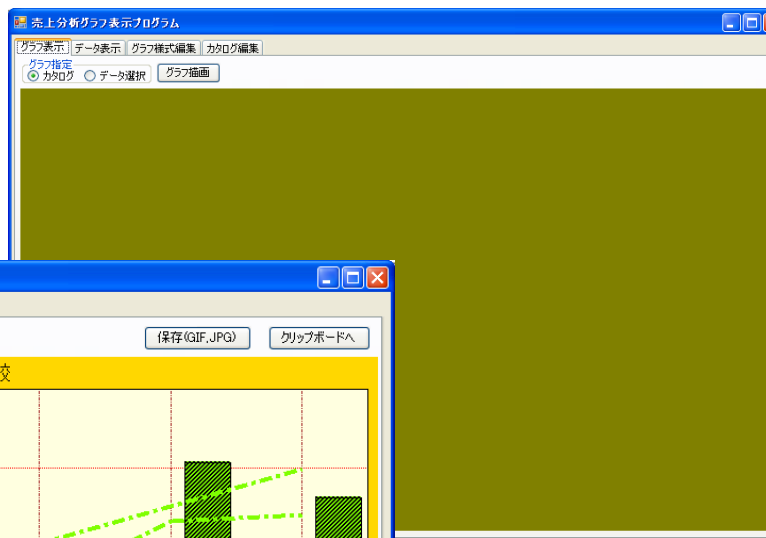 売上分析グラフ表示プログラム
グラフ表示 データ表示 グラフ様式編集 カタログ編集
グラフ指定
カタログ データ選択 グラフ描画
保存(GIF,JPG) クリップボードへ
較